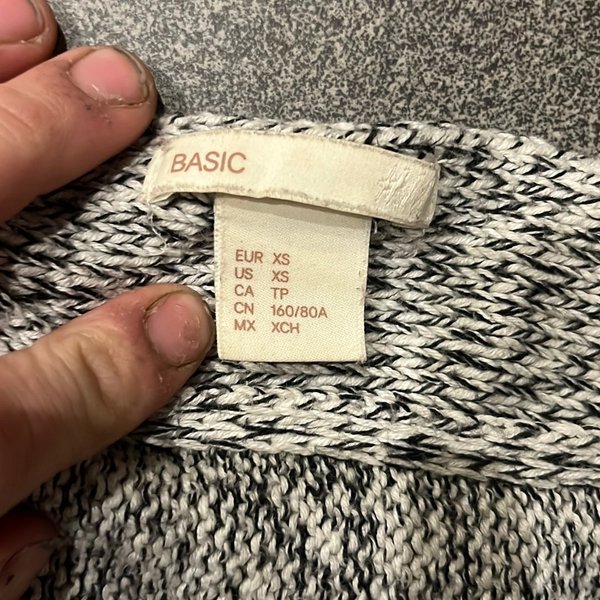 BASIC
EUR XS
US XS
CA TP
CN 160/80A
MX XCH